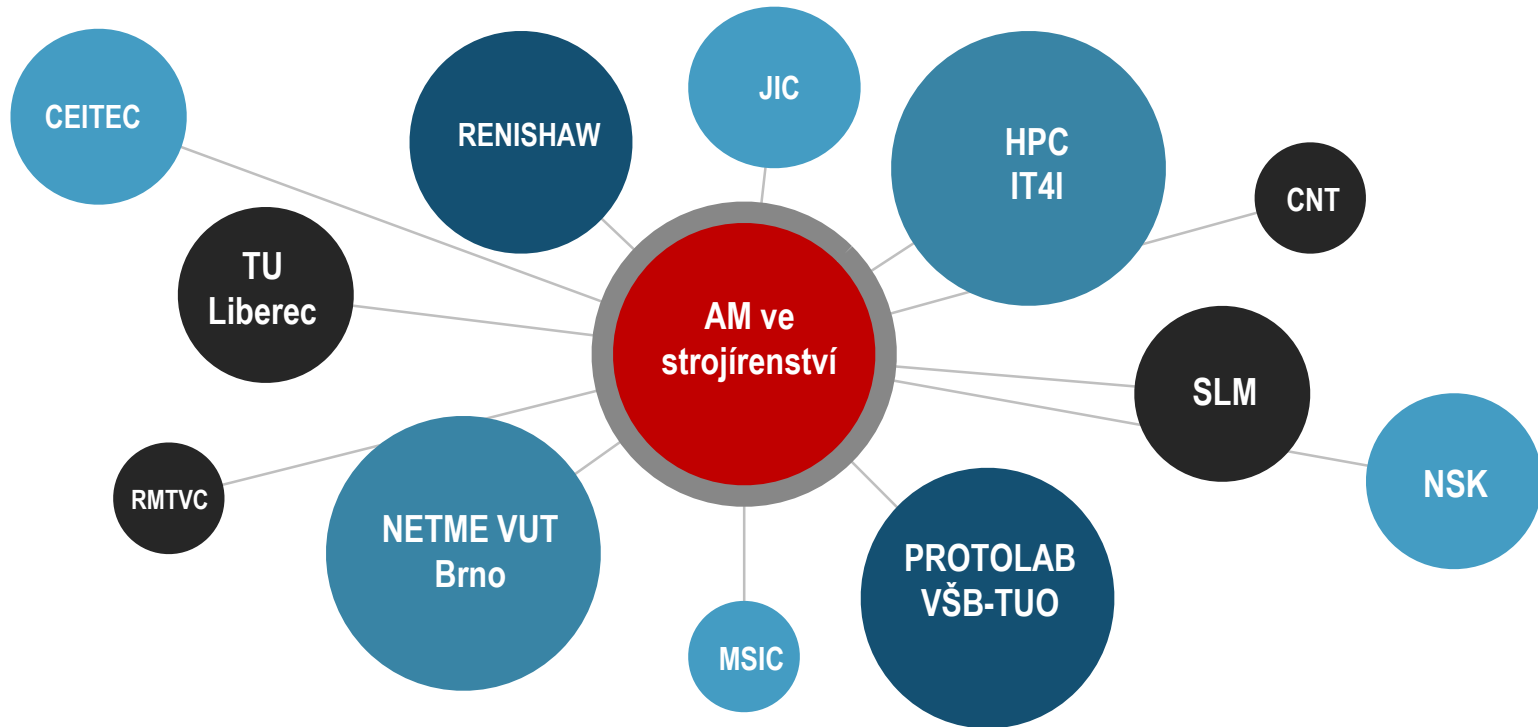 CEITEC
RENISHAW
JIC
HPC
IT4I
CNT
TU
Liberec
AM ve
strojírenství
SLM
NSK
RMTVC
NETME VUT
Brno
PROTOLAB
VŠB-TUO
MSIC